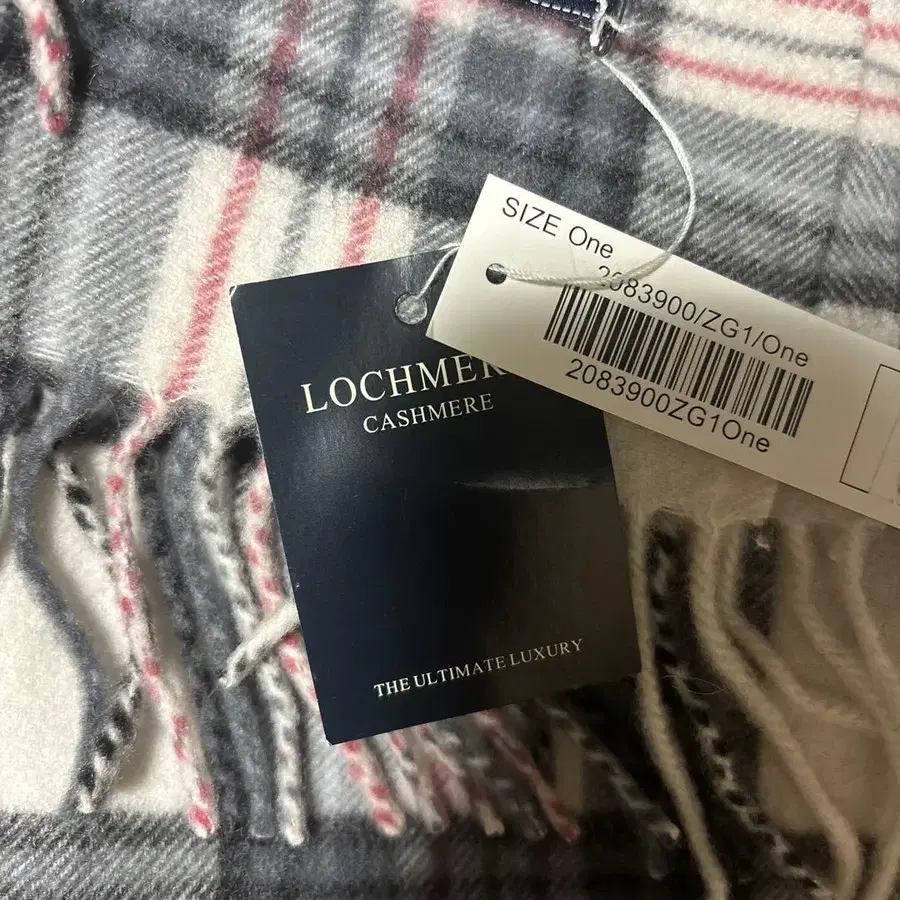 SIZE One
2083900/ZG1/One
2083900ZG1One
LOCHMER
CASHMERE
THE ULTIMATE LUXURY